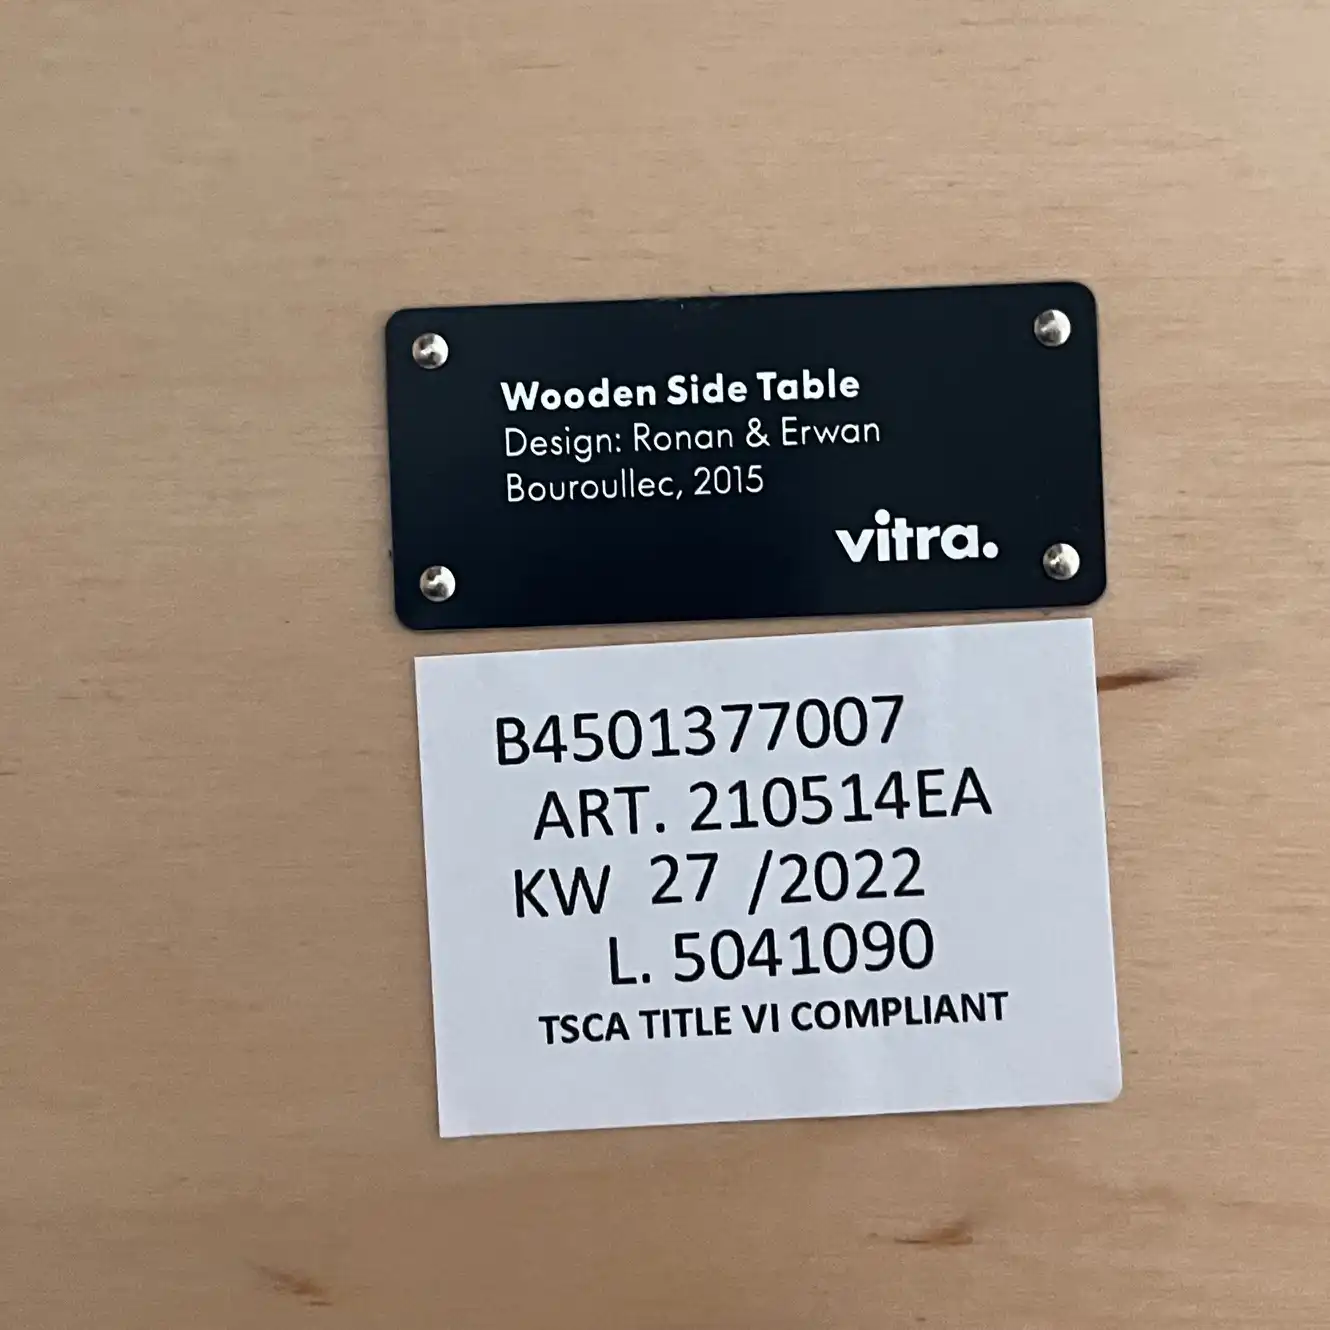 Wooden Side Table
Design: Ronan & Erwan
Bouroullec, 2015
vitra.
B4501377007
ART. 210514EA
KW 27 /2022
L. 5041090
TSCA TITLE VI COMPLIANT